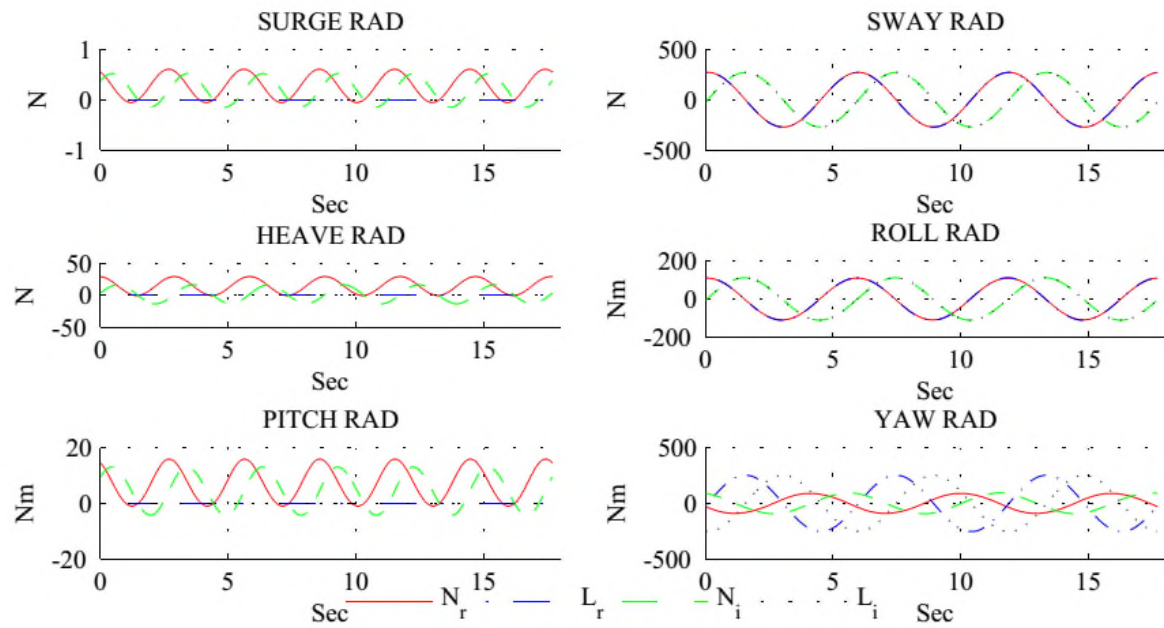 SURGE RAD
1
0
-1
N
0 5 10 15
Sec
SWAY RAD
500
0
-500
N
0 5 10 15
Sec
HEAVE RAD
50
0
-50
N
0 5 10 15
Sec
ROLL RAD
200
0
-200
Nm
0 5 10 15
Sec
PITCH RAD
20
0
-20
Nm
0 5 10 15
Sec
YAW RAD
500
0
-500
Nm
0 5 10 15
Sec
N_r L_r N_i L_i